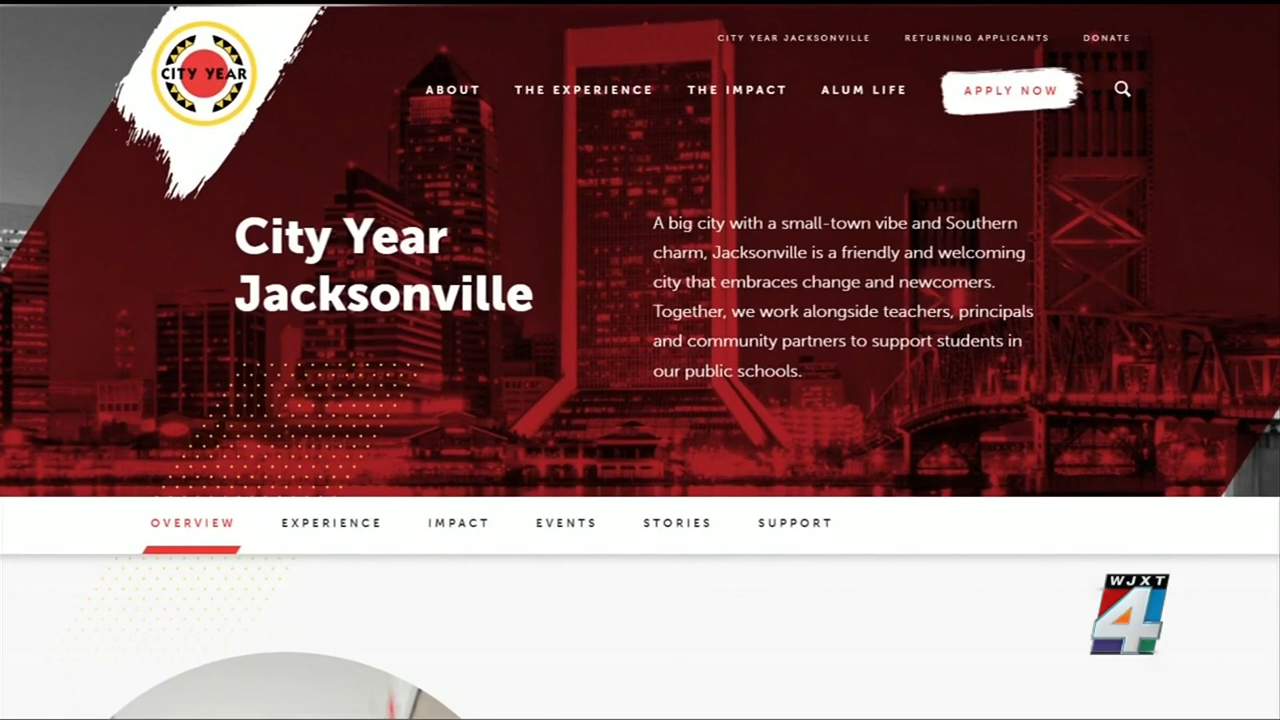 CITY YEAR
CITY YEAR JACKSONVILLE RETURNING APPLICANTS DONATE
ABOUT THE EXPERIENCE THE IMPACT ALUM LIFE APPLY NOW
City Year
Jacksonville
A big city with a small-town vibe and Southern
charm, Jacksonville is a friendly and welcoming
city that embraces change and newcomers.
Together, we work alongside teachers, principals
and community partners to support students in
our public schools.
OVERVIEW EXPERIENCE IMPACT EVENTS STORIES SUPPORT
WJXT
4